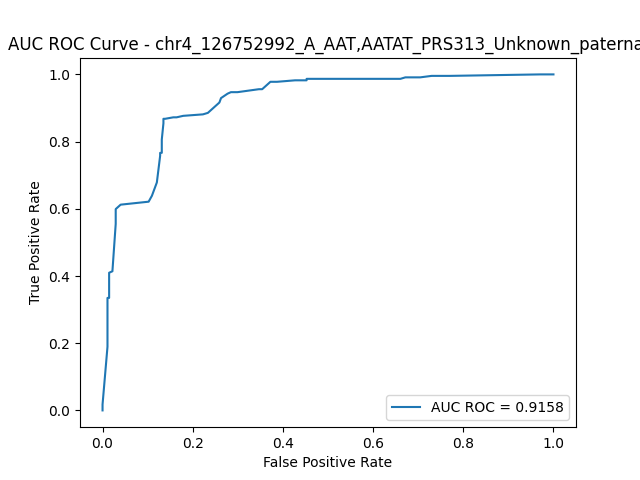 AUC ROC Curve - chr4_126752992_A_AAT,AATAT_PRS313_Unknown_paterna
1.0
0.8
0.6
0.4
0.2
0.0
True Positive Rate
AUC ROC = 0.9158
0.0 0.2 0.4 0.6 0.8 1.0
False Positive Rate